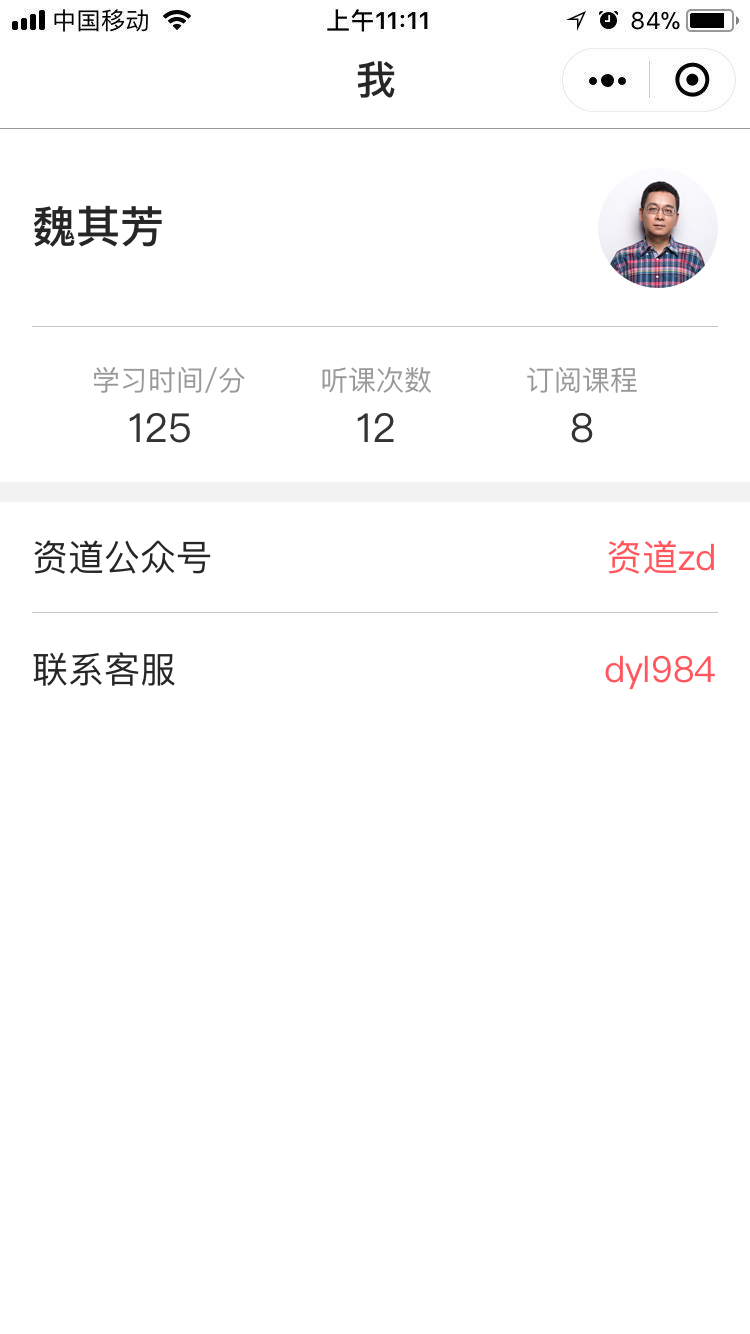 中国移动 上午11:11 84%
我
魏其芳
学习时间/分 听课次数 订阅课程
125 12 8
资道公众号 资道zd
联系客服 dyl984